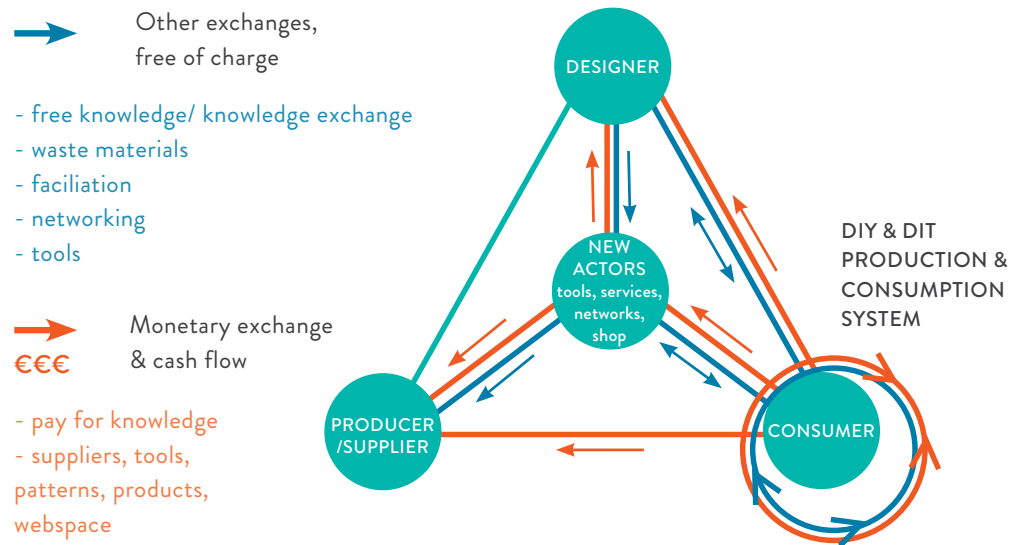 Other exchanges,
free of charge
- free knowledge/ knowledge exchange
- waste materials
- faciliation
- networking
- tools
€€€
Monetary exchange
& cash flow
- pay for knowledge
- suppliers, tools,
patterns, products,
webspace
DESIGNER
NEW
ACTORS
tools, services,
networks,
shop
PRODUCER
/SUPPLIER
CONSUMER
DIY & DIT
PRODUCTION &
CONSUMPTION
SYSTEM